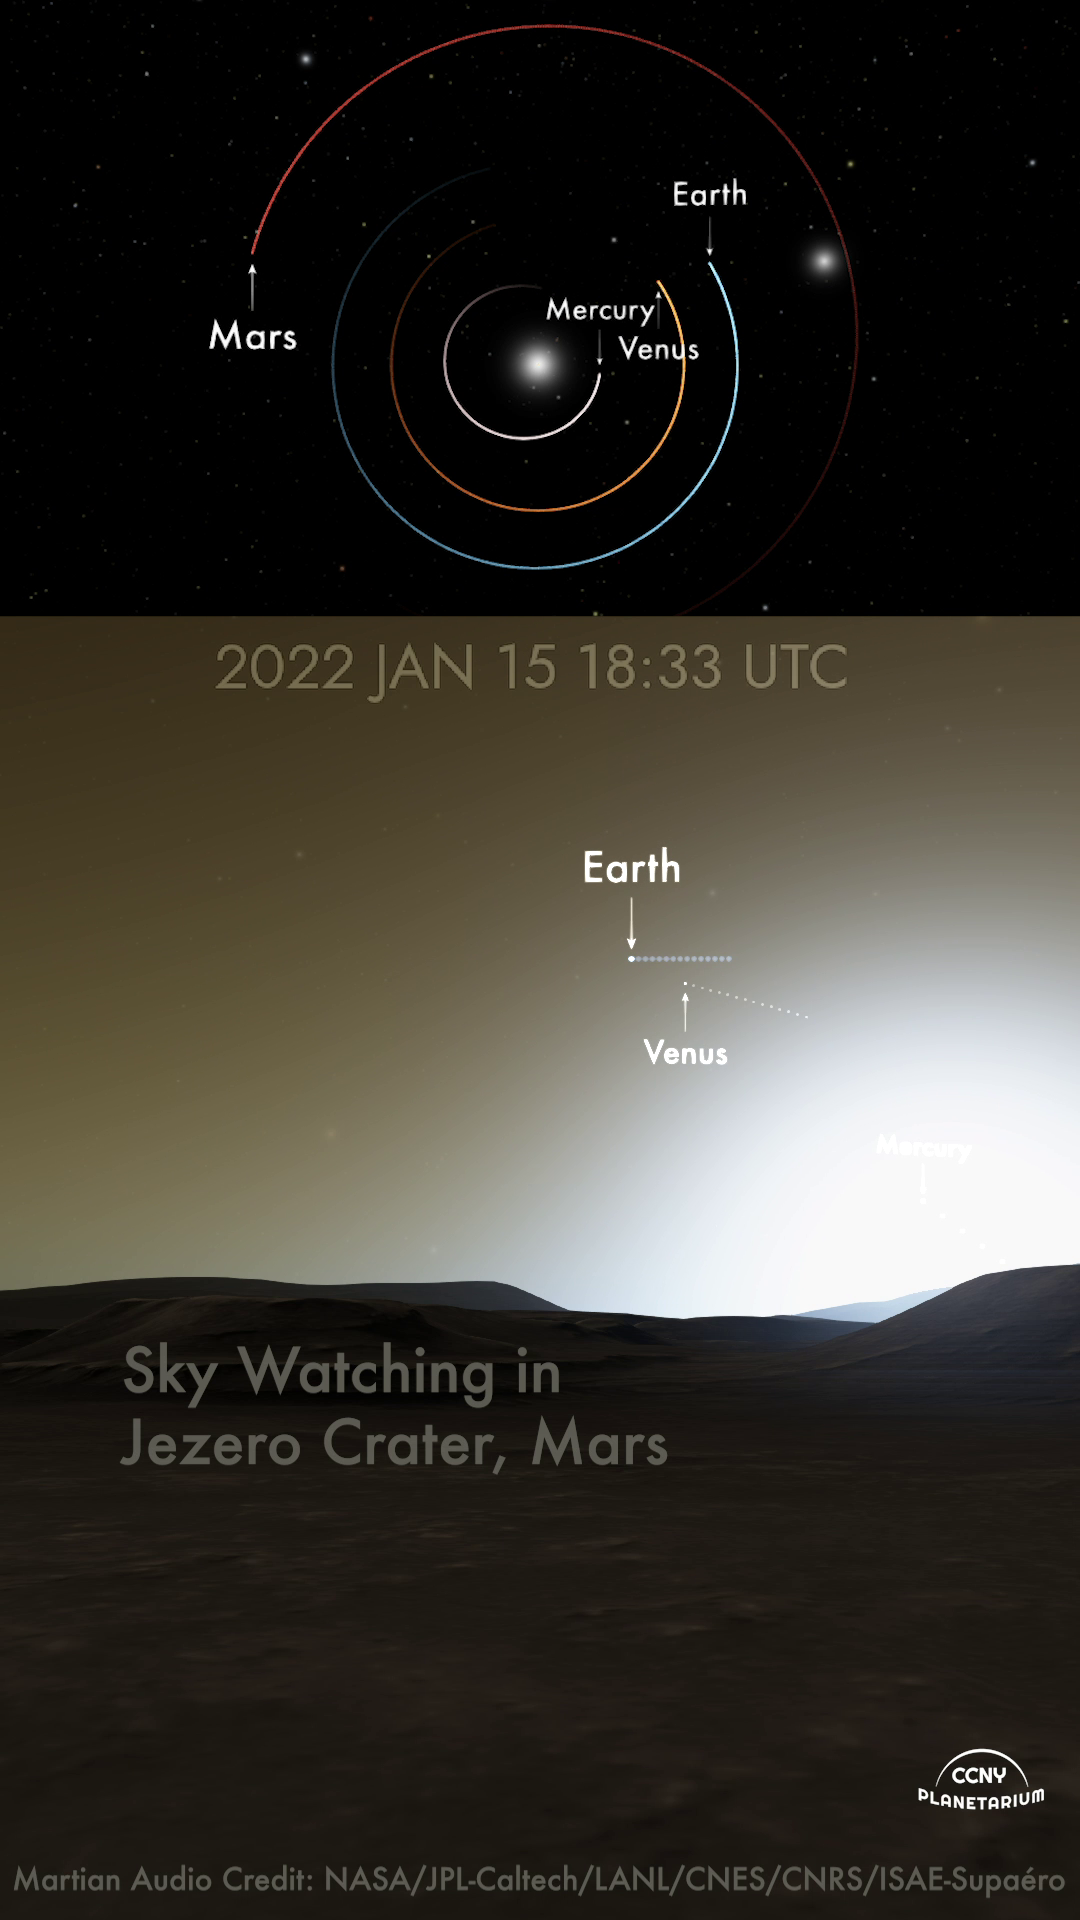 Earth
Mercury
Venus
Mars
2022 JAN 15 18:33 UTC
Earth
Venus
Mercury
Sky Watching in
Jezero Crater, Mars
CCNY
PLANETARIUM
Martian Audio Credit: NASA/JPL-Caltech/LANL/CNES/CNRS/ISAE-Supaéro